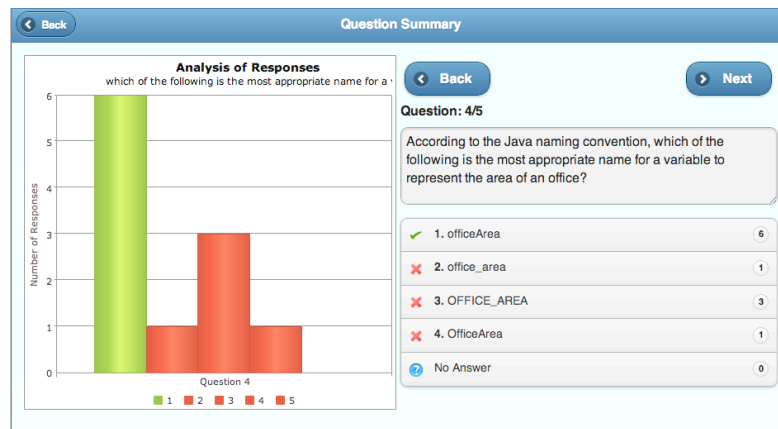 Back
Question Summary
Analysis of Responses
which of the following is the most appropriate name for a
Number of Responses
6
5
4
3
2
1
0
Question 4
1 2 3 4 5
Back
Next
Question: 4/5
According to the Java naming convention, which of the
following is the most appropriate name for a variable to
represent the area of an office?
1. officeArea 6
2. office_area 1
3. OFFICE_AREA 3
4. OfficeArea 1
No Answer 0